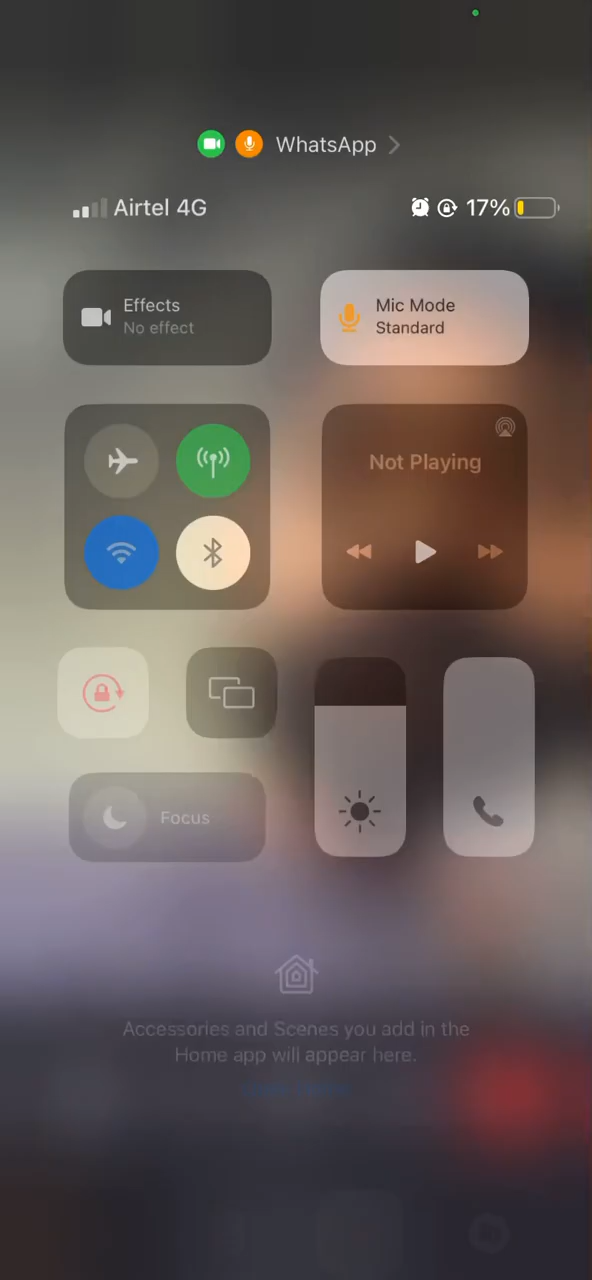 WhatsApp
Airtel 4G 17%
Effects
No effect
Mic Mode
Standard
Not Playing
Focus
Accessories and Scenes you add in the
Home app will appear here.